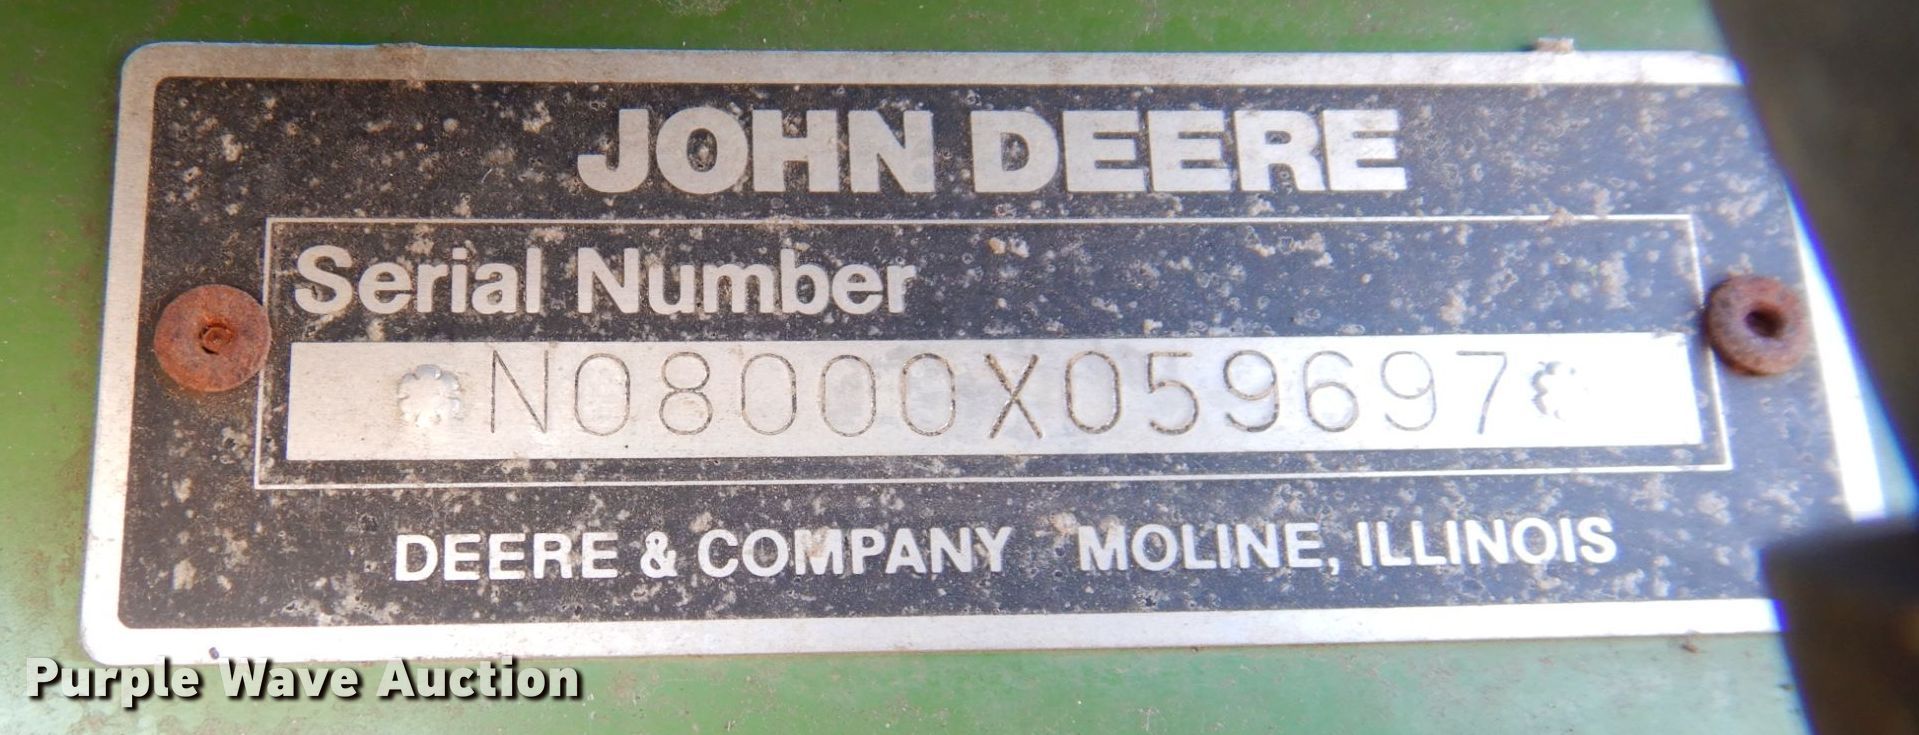 JOHN DEERE
Serial Number
*N08000X059697*
DEERE & COMPANY MOLINE, ILLINOIS
Purple Wave Auction